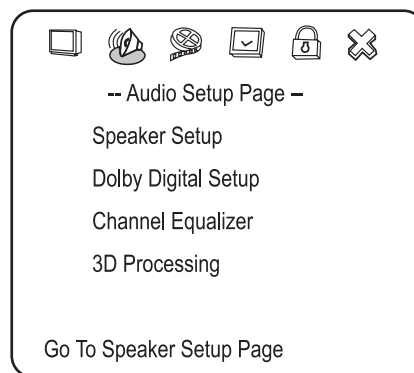 -- Audio Setup Page –
Speaker Setup
Dolby Digital Setup
Channel Equalizer
3D Processing
Go To Speaker Setup Page